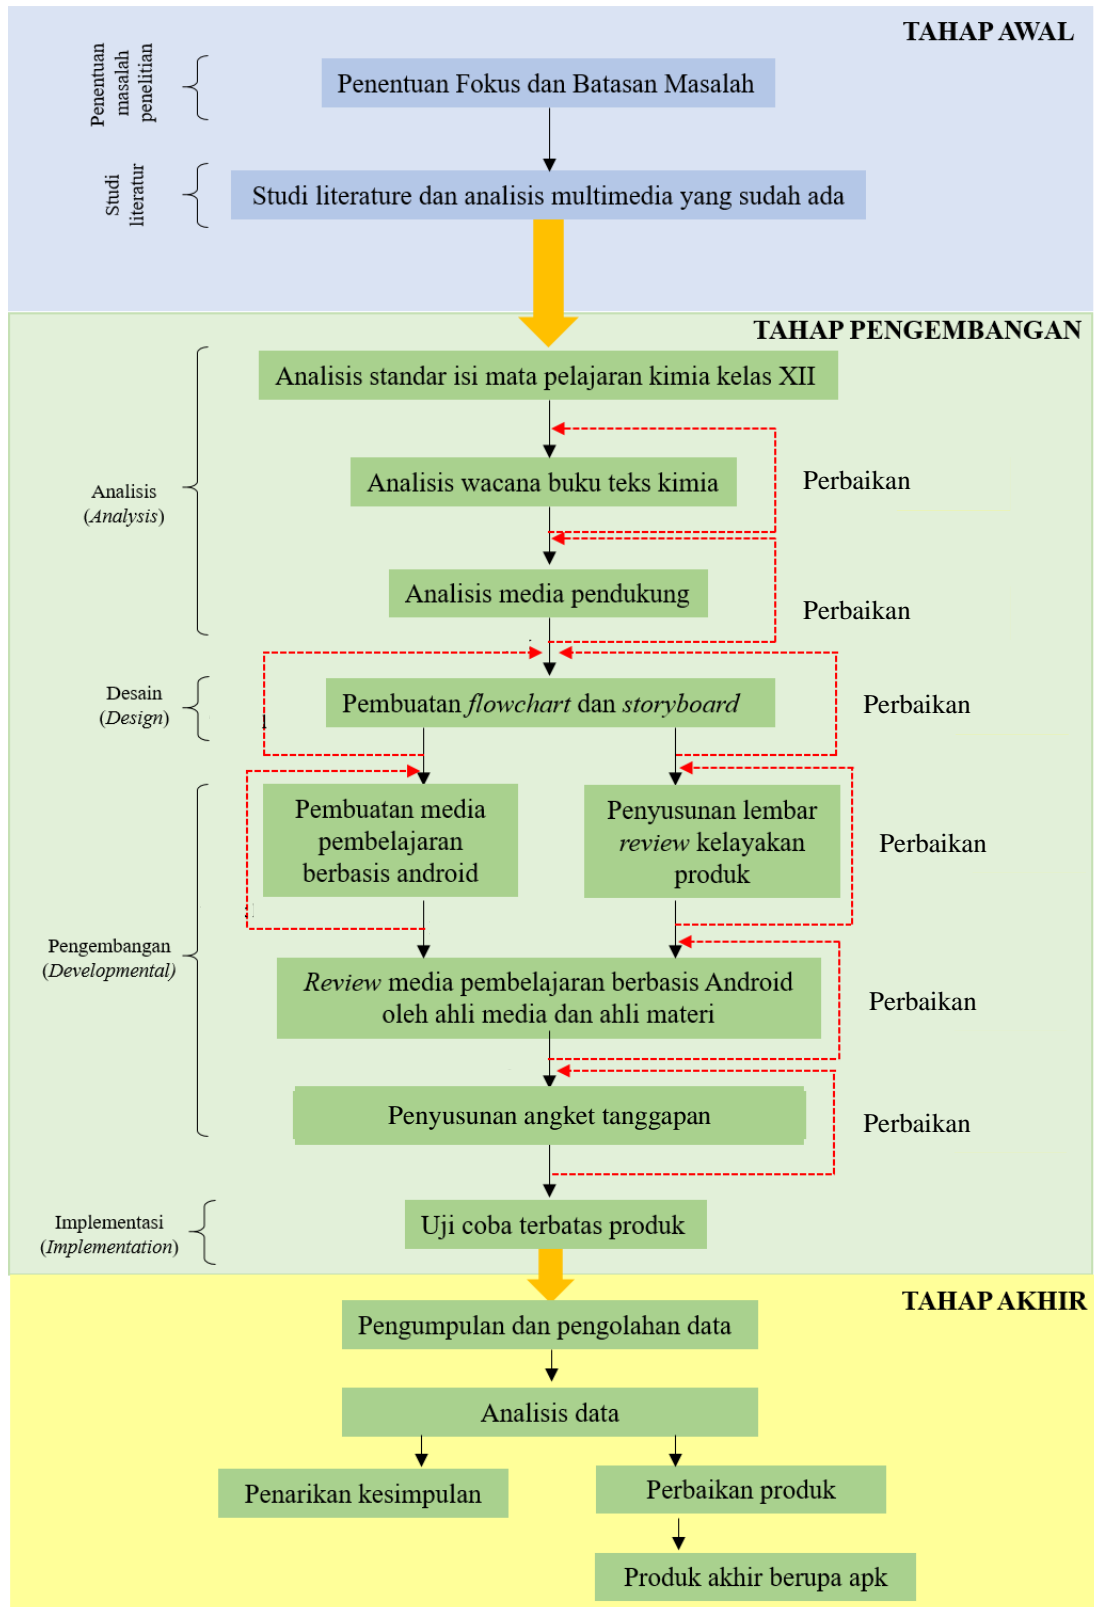 TAHAP AWAL
Penentuan
masalah
penelitian
Penentuan Fokus dan Batasan Masalah
Studi
literatur
Studi literature dan analisis multimedia yang sudah ada
TAHAP PENGEMBANGAN
Analisis standar isi mata pelajaran kimia kelas XII
Analisis
(Analysis)
Analisis wacana buku teks kimia
Perbaikan
Analisis media pendukung
Perbaikan
Desain
(Design)
Pembuatan flowchart dan storyboard
Perbaikan
Pembuatan media
pembelajaran
berbasis android
Penyusunan lembar
review kelayakan
produk
Perbaikan
Pengembangan
(Developmental)
Review media pembelajaran berbasis Android
oleh ahli media dan ahli materi
Perbaikan
Penyusunan angket tanggapan
Perbaikan
Implementasi
(Implementation)
Uji coba terbatas produk
TAHAP AKHIR
Pengumpulan dan pengolahan data
Analisis data
Penarikan kesimpulan
Perbaikan produk
Produk akhir berupa apk